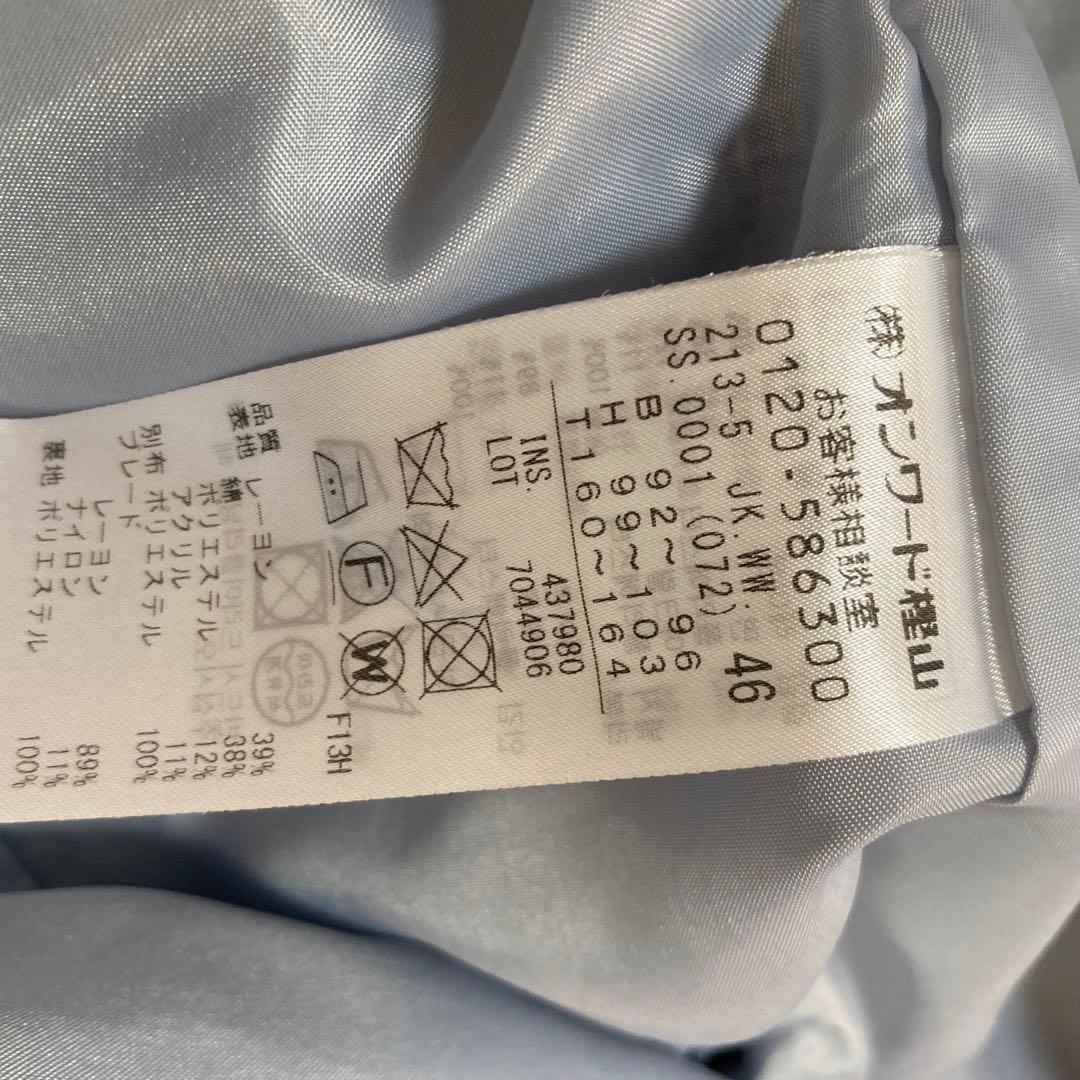 ㈱オンワード樫山
お客様相談室
0120-586300
213-5 JK.WW. 46
SS.0001 (072)
B 92~96
H 99~103
T 160~164
INS. 437980
LOT 7044906
F
W
F13H
品質
表地 レーヨン 39%
綿 38%
ポリエステル 12%
アクリル 11%
別布 ポリエステル 100%
ブレード
レーヨン 89%
ナイロン 11%
裏地 ポリエステル 100%